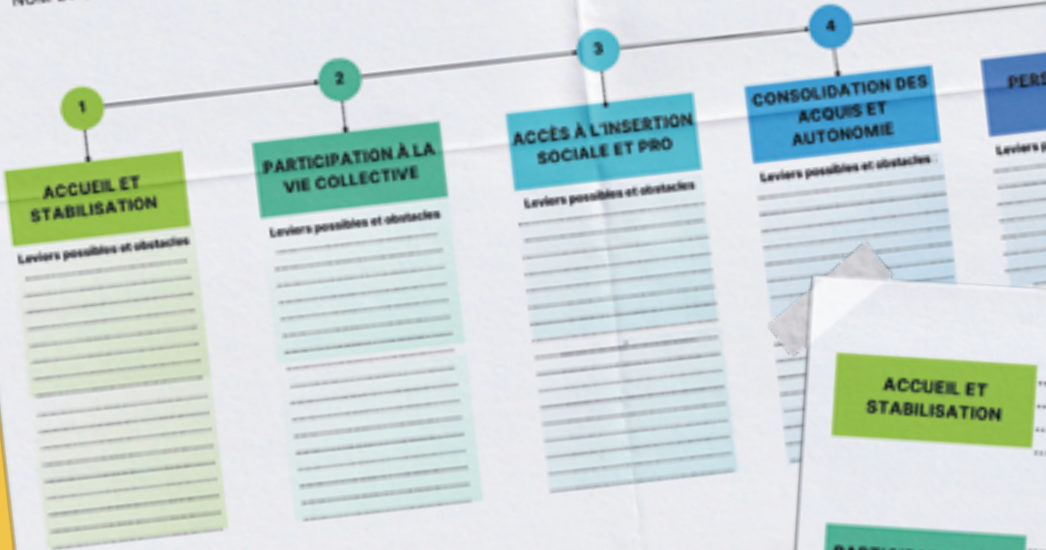 1
2
3
4
ACCUEIL ET
STABILISATION
Leviers possibles et obstacles
PARTICIPATION À LA
VIE COLLECTIVE
Leviers possibles et obstacles
ACCÈS À L'INSERTION
SOCIALE ET PRO
Leviers possibles et obstacles
CONSOLIDATION DES
ACQUIS ET
AUTONOMIE
Leviers possibles et obstacles
PERS
Leviers p
ACCUEIL ET
STABILISATION